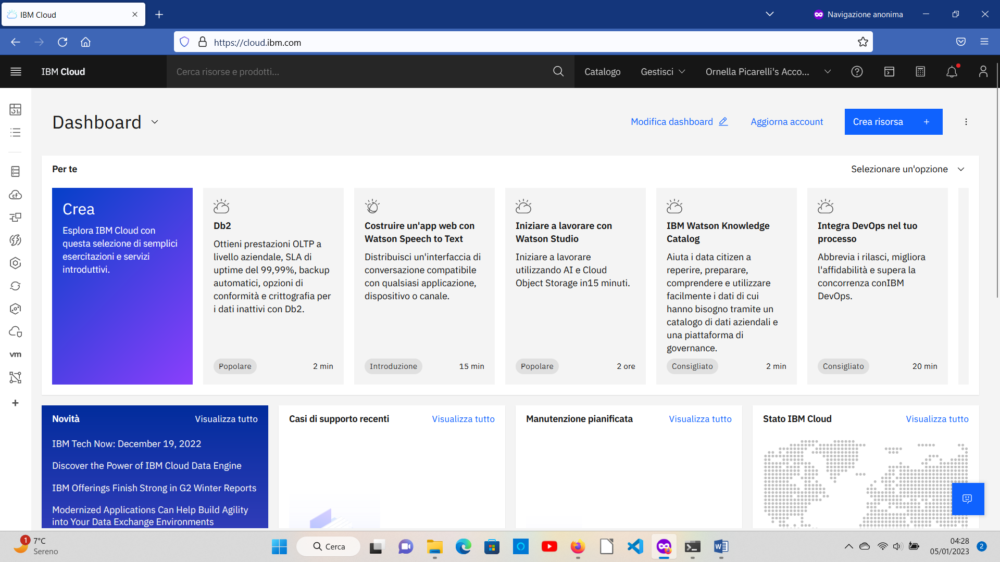 IBM Cloud
Navigazione anonima
https://cloud.ibm.com
IBM Cloud
Cerca risorse e prodotti...
Catalogo
Gestisci
Ornella Picarelli's Acco...
Dashboard
Modifica dashboard
Aggiorna account
Crea risorsa
Per te
Selezionare un'opzione
Crea
Esplora IBM Cloud con
questa selezione di semplici
esercitazioni e servizi
introduttivi.
Db2
Ottieni prestazioni OLTP a
livello aziendale, SLA di
uptime del 99,99%, backup
automatici, opzioni di
conformità e crittografia per
i dati inattivi con Db2.
Popolare
2 min
Costruire un'app web con
Watson Speech to Text
Distribuisci un'interfaccia di
conversazione compatibile
con qualsiasi applicazione,
dispositivo o canale.
Introduzione
15 min
Iniziare a lavorare con
Watson Studio
Iniziare a lavorare
utilizzando AI e Cloud
Object Storage in15 minuti.
Popolare
2 ore
IBM Watson Knowledge
Catalog
Aiuta i data citizen a
reperire, preparare,
comprendere e utilizzare
facilmente i dati di cui
hanno bisogno tramite un
catalogo di dati aziendali e
una piattaforma di
governance.
Consigliato
2 min
Integra DevOps nel tuo
processo
Abbrevia i rilasci, migliora
l'affidabilità e supera la
concorrenza conIBM
DevOps.
Consigliato
20 min
cf
vm
Novità
Visualizza tutto
IBM Tech Now: December 19, 2022
Discover the Power of IBM Cloud Data Engine
IBM Offerings Finish Strong in G2 Winter Reports
Modernized Applications Can Help Build Agility
into Your Data Exchange Environments
Casi di supporto recenti
Visualizza tutto
Manutenzione pianificata
Visualizza tutto
Stato IBM Cloud
Visualizza tutto
1
7°C
Sereno
Cerca
04:28
05/01/2023
2